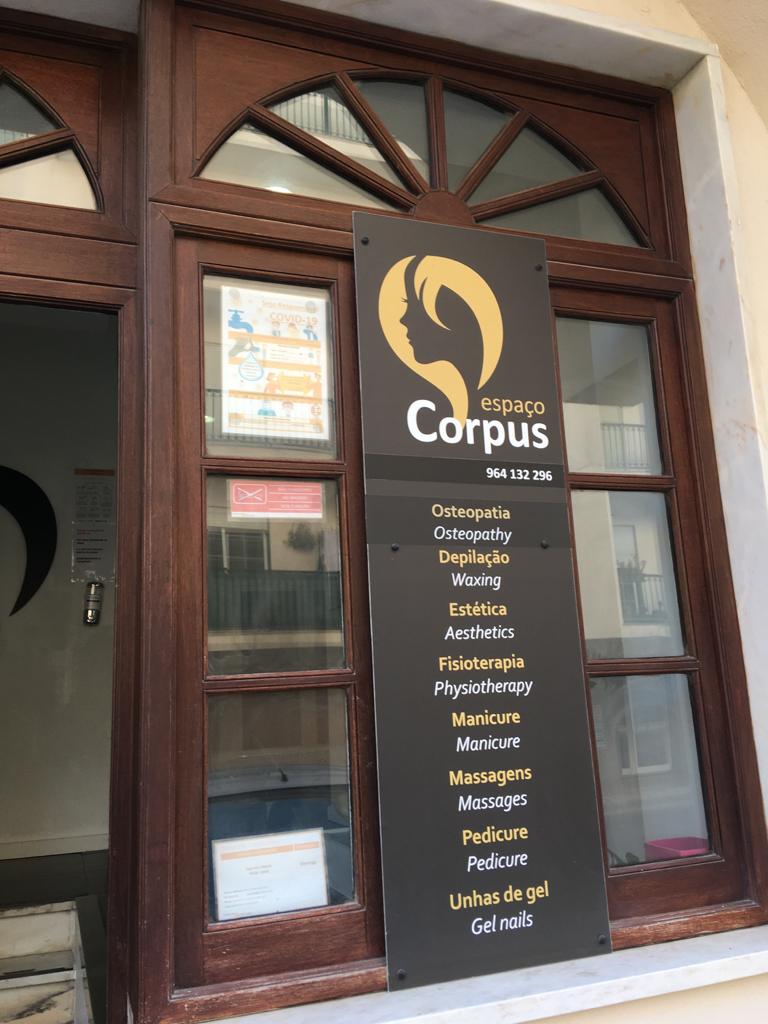 COVID-19
espaço
Corpus
964 132 296
Osteopatia
Osteopathy
Depilação
Waxing
Estética
Aesthetics
Fisioterapia
Physiotherapy
Manicure
Manicure
Massagens
Massages
Pedicure
Pedicure
Unhas de gel
Gel nails